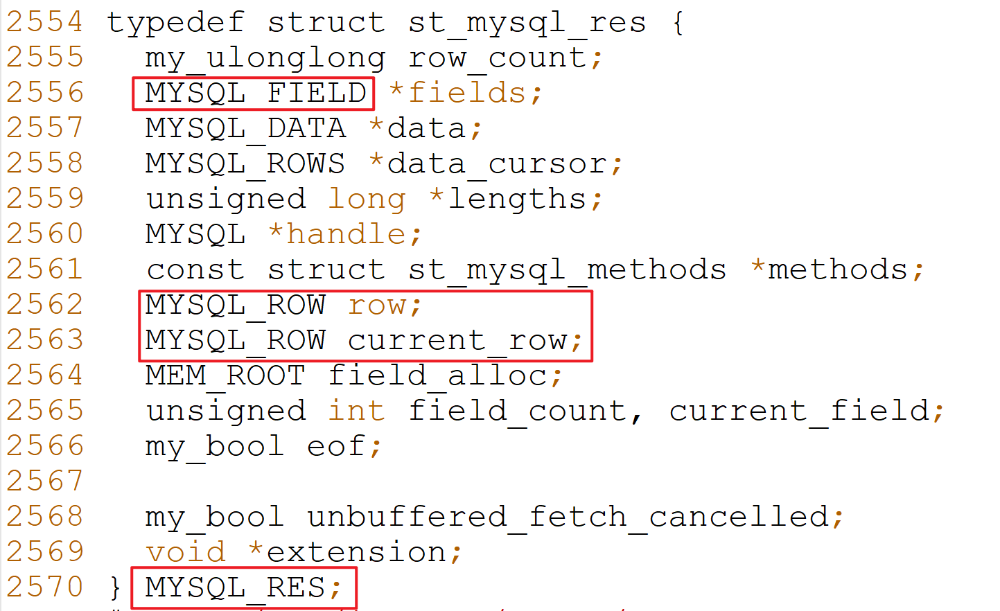 2554 typedef struct st_mysql_res {
2555   my_ulonglong row_count;
2556   MYSQL_FIELD *fields;
2557   MYSQL_DATA *data;
2558   MYSQL_ROWS *data_cursor;
2559   unsigned long *lengths;
2560   MYSQL *handle;
2561   const struct st_mysql_methods *methods;
2562   MYSQL_ROW row;
2563   MYSQL_ROW current_row;
2564   MEM_ROOT field_alloc;
2565   unsigned int field_count, current_field;
2566   my_bool eof;
2567
2568   my_bool unbuffered_fetch_cancelled;
2569   void *extension;
2570 } MYSQL_RES;